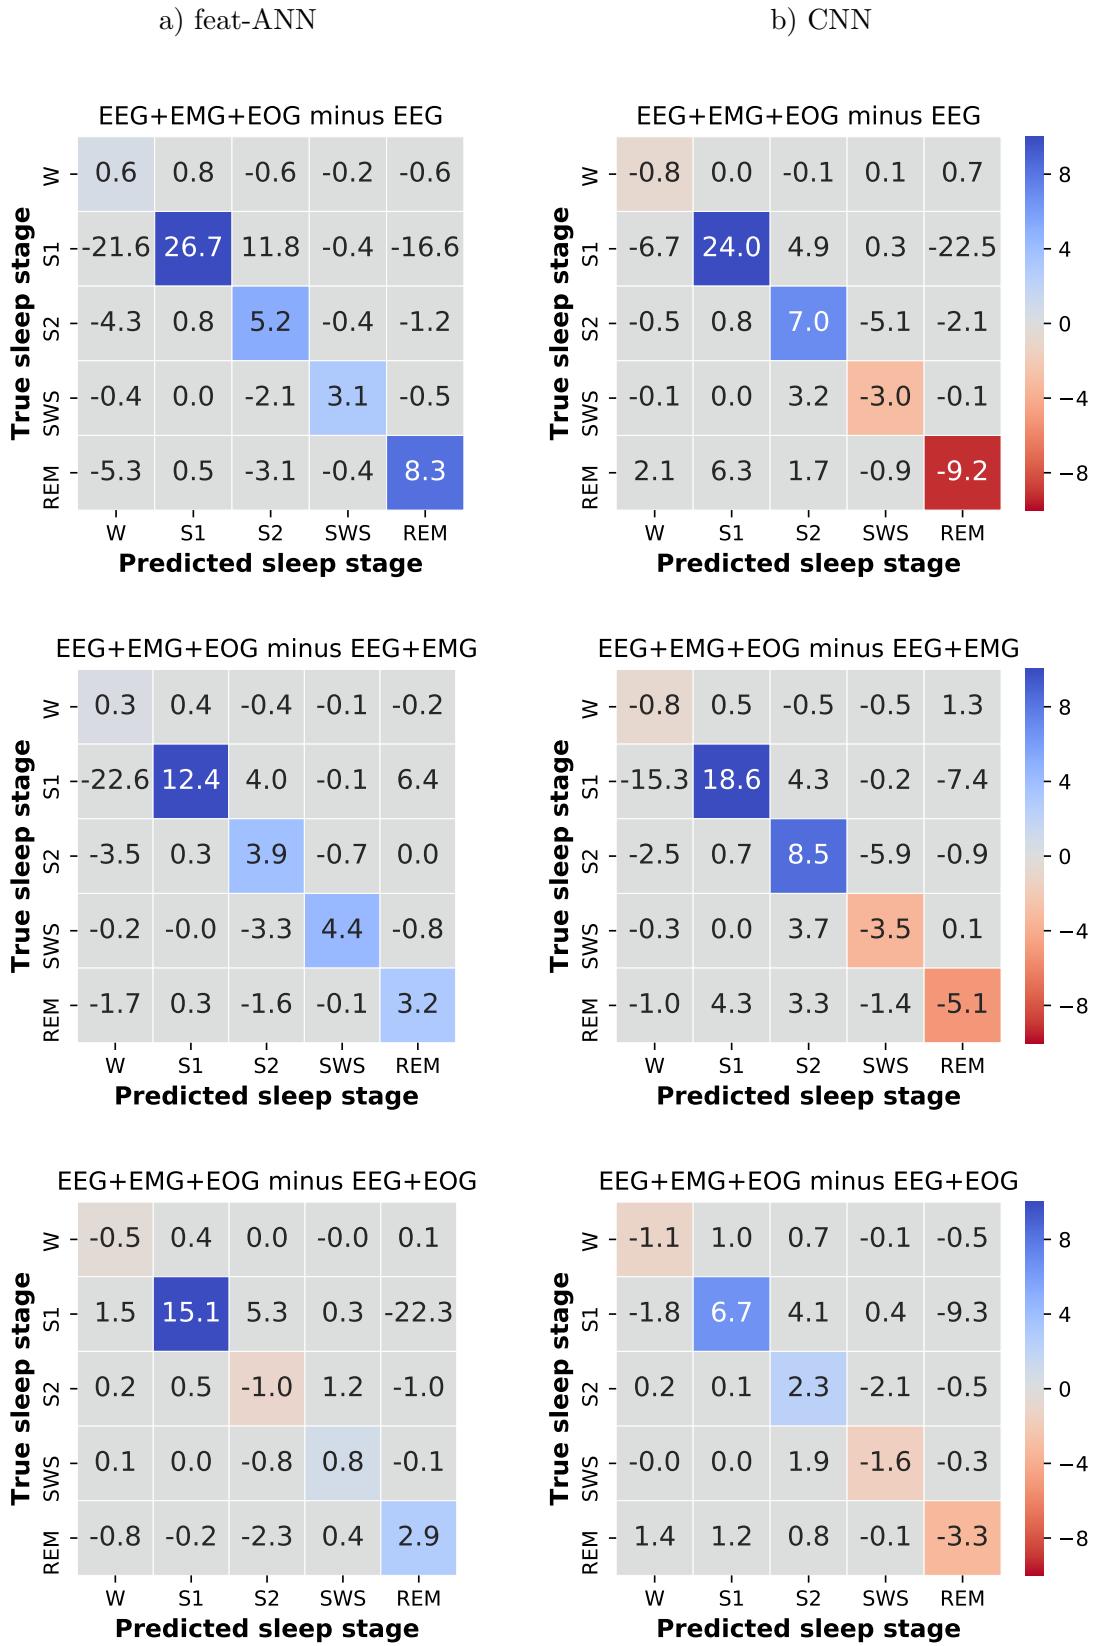 a) feat-ANN
b) CNN
EEG+EMG+EOG minus EEG
True sleep stage
W 0.6 0.8 -0.6 -0.2 -0.6
S1 -21.6 26.7 11.8 -0.4 -16.6
S2 -4.3 0.8 5.2 -0.4 -1.2
SWS -0.4 0.0 -2.1 3.1 -0.5
REM -5.3 0.5 -3.1 -0.4 8.3
W S1 S2 SWS REM
Predicted sleep stage
EEG+EMG+EOG minus EEG
True sleep stage
W -0.8 0.0 -0.1 0.1 0.7
S1 -6.7 24.0 4.9 0.3 -22.5
S2 -0.5 0.8 7.0 -5.1 -2.1
SWS -0.1 0.0 3.2 -3.0 -0.1
REM 2.1 6.3 1.7 -0.9 -9.2
W S1 S2 SWS REM
Predicted sleep stage
8
4
0
−4
−8
EEG+EMG+EOG minus EEG+EMG
True sleep stage
W 0.3 0.4 -0.4 -0.1 -0.2
S1 -22.6 12.4 4.0 -0.1 6.4
S2 -3.5 0.3 3.9 -0.7 0.0
SWS -0.2 -0.0 -3.3 4.4 -0.8
REM -1.7 0.3 -1.6 -0.1 3.2
W S1 S2 SWS REM
Predicted sleep stage
EEG+EMG+EOG minus EEG+EMG
True sleep stage
W -0.8 0.5 -0.5 -0.5 1.3
S1 -15.3 18.6 4.3 -0.2 -7.4
S2 -2.5 0.7 8.5 -5.9 -0.9
SWS -0.3 0.0 3.7 -3.5 0.1
REM -1.0 4.3 3.3 -1.4 -5.1
W S1 S2 SWS REM
Predicted sleep stage
8
4
0
−4
−8
EEG+EMG+EOG minus EEG+EOG
True sleep stage
W -0.5 0.4 0.0 -0.0 0.1
S1 1.5 15.1 5.3 0.3 -22.3
S2 0.2 0.5 -1.0 1.2 -1.0
SWS 0.1 0.0 -0.8 0.8 -0.1
REM -0.8 -0.2 -2.3 0.4 2.9
W S1 S2 SWS REM
Predicted sleep stage
EEG+EMG+EOG minus EEG+EOG
True sleep stage
W -1.1 1.0 0.7 -0.1 -0.5
S1 -1.8 6.7 4.1 0.4 -9.3
S2 0.2 0.1 2.3 -2.1 -0.5
SWS -0.0 0.0 1.9 -1.6 -0.3
REM 1.4 1.2 0.8 -0.1 -3.3
W S1 S2 SWS REM
Predicted sleep stage
8
4
0
−4
−8